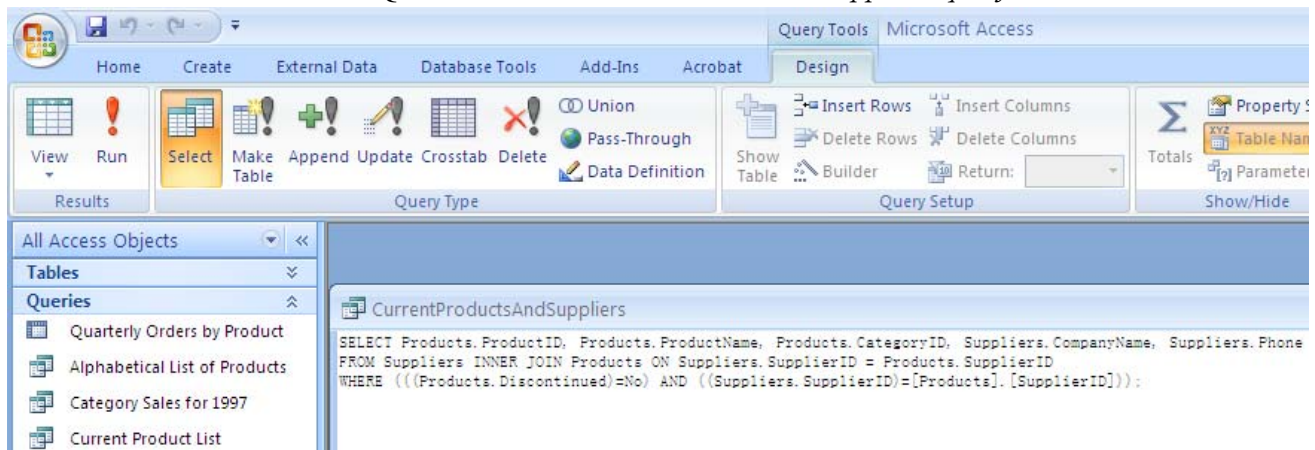 Query Tools Microsoft Access
Home Create External Data Database Tools Add-Ins Acrobat Design
View
Run
Select
Make Table
Append
Update
Crosstab
Delete
Union
Pass-Through
Data Definition
Show Table
Insert Rows
Delete Rows
Builder
Insert Columns
Delete Columns
Return:
Totals
XYZ
Property S
Table Nam
Parameter
Results
Query Type
Query Setup
Show/Hide
All Access Objects
Tables
Queries
Quarterly Orders by Product
Alphabetical List of Products
Category Sales for 1997
Current Product List
CurrentProductsAndSuppliers
SELECT Products.ProductID, Products.ProductName, Products.CategoryID, Suppliers.CompanyName, Suppliers.Phone
FROM Suppliers INNER JOIN Products ON Suppliers.SupplierID = Products.SupplierID
WHERE (((Products.Discontinued)=No) AND ((Suppliers.SupplierID)=[Products].[SupplierID]));